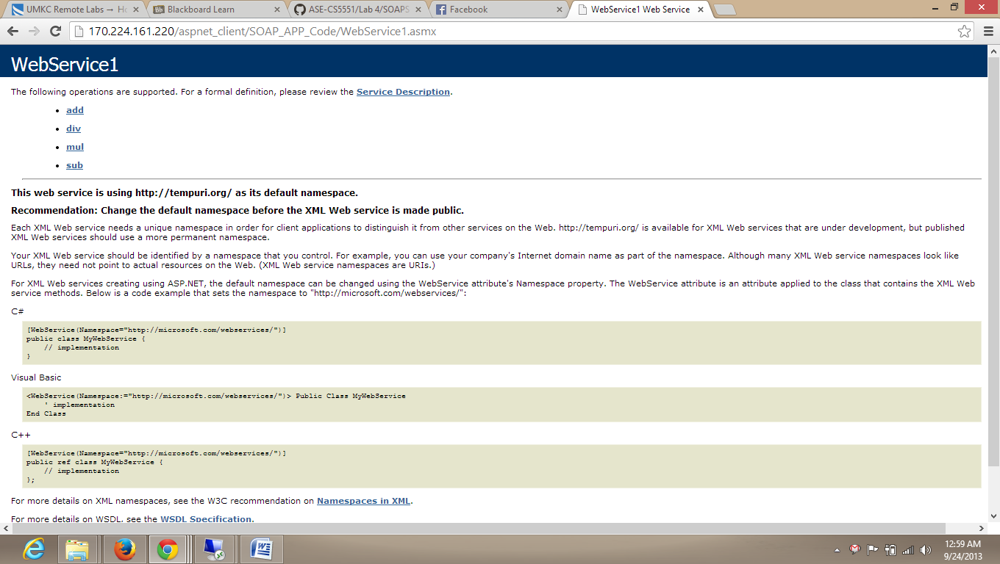 UMKC Remote Labs → Ho
Blackboard Learn
ASE-CS5551/Lab 4/SOAPS
Facebook
WebService1 Web Service
170.224.161.220/aspnet_client/SOAP_APP_Code/WebService1.asmx
WebService1
The following operations are supported. For a formal definition, please review the Service Description.
• add
• div
• mul
• sub
This web service is using http://tempuri.org/ as its default namespace.
Recommendation: Change the default namespace before the XML Web service is made public.
Each XML Web service needs a unique namespace in order for client applications to distinguish it from other services on the Web. http://tempuri.org/ is available for XML Web services that are under development, but published
XML Web services should use a more permanent namespace.
Your XML Web service should be identified by a namespace that you control. For example, you can use your company's Internet domain name as part of the namespace. Although many XML Web service namespaces look like
URLs, they need not point to actual resources on the Web. (XML Web service namespaces are URIs.)
For XML Web services creating using ASP.NET, the default namespace can be changed using the WebService attribute's Namespace property. The WebService attribute is an attribute applied to the class that contains the XML Web
service methods. Below is a code example that sets the namespace to "http://microsoft.com/webservices/":
C#
[WebService(Namespace="http://microsoft.com/webservices/")]
public class MyWebService {
// implementation
}
Visual Basic
<WebService(Namespace:="http://microsoft.com/webservices/")> Public Class MyWebService
' implementation
End Class
C++
[WebService(Namespace="http://microsoft.com/webservices/")]
public ref class MyWebService {
// implementation
};
For more details on XML namespaces, see the W3C recommendation on Namespaces in XML.
For more details on WSDL, see the WSDL Specification.
12:59 AM
9/24/2013